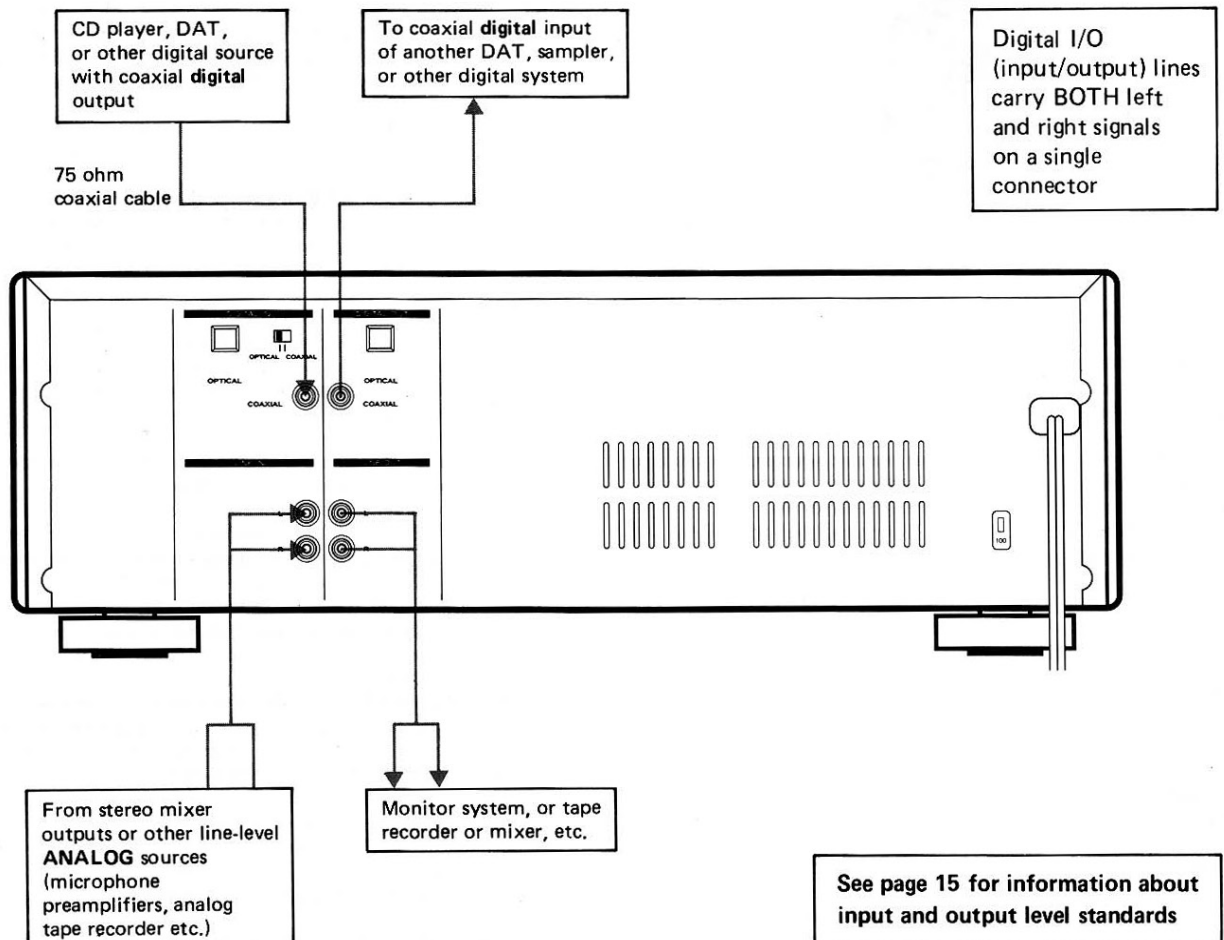 CD player, DAT,
or other digital source
with coaxial digital
output
To coaxial digital input
of another DAT, sampler,
or other digital system
Digital I/O
(input/output) lines
carry BOTH left
and right signals
on a single
connector
75 ohm
coaxial cable
OPTICAL COAXIAL
OPTICAL
COAXIAL
OPTICAL
COAXIAL
L
L
R
R
100
From stereo mixer
outputs or other line-level
ANALOG sources
(microphone
preamplifiers, analog
tape recorder etc.)
Monitor system, or tape
recorder or mixer, etc.
See page 15 for information about
input and output level standards